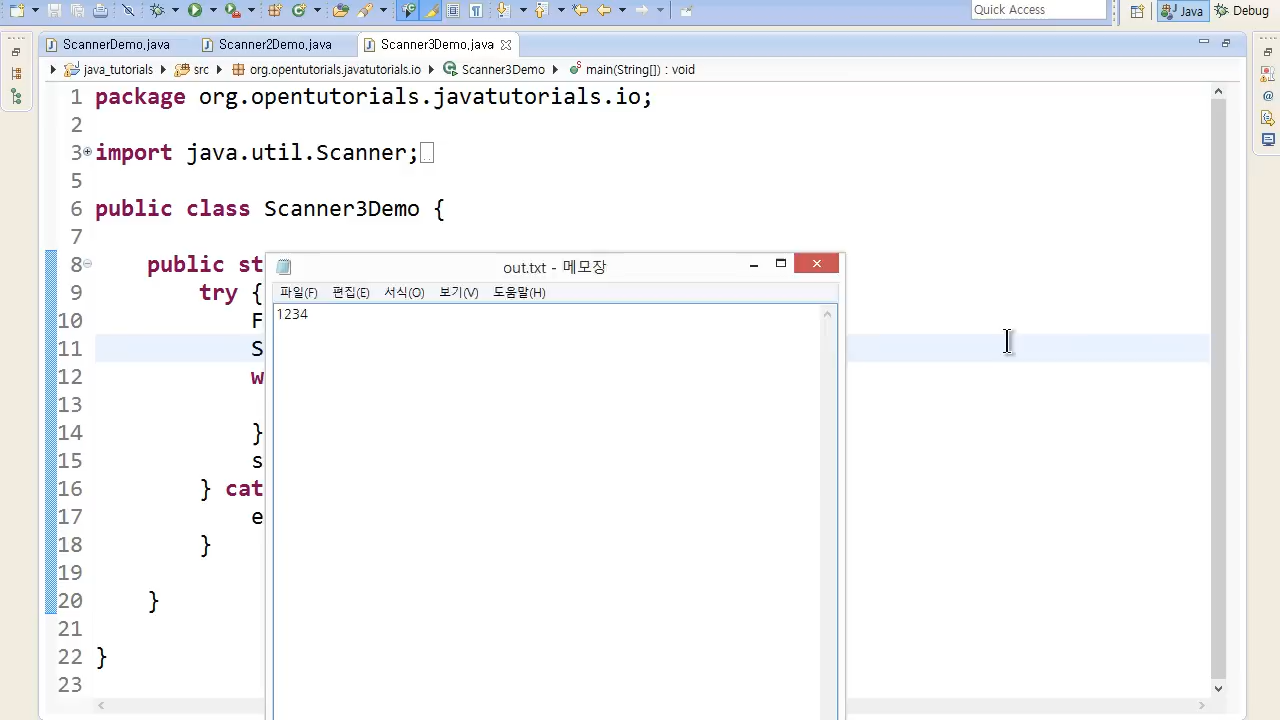 Quick Access
Java
Debug
ScannerDemo.java
Scanner2Demo.java
Scanner3Demo.java
java_tutorials
src
org.opentutorials.javatutorials.io
Scanner3Demo
main(String[]) : void
1 package org.opentutorials.javatutorials.io;
2
3 import java.util.Scanner;
5
6 public class Scanner3Demo {
7
8 public st
9 try {
10 F
11 S
12 w
13
14 }
15 s
16 } cat
17 e
18 }
19
20 }
21
22 }
23
out.txt - 메모장
파일(F) 편집(E) 서식(O) 보기(V) 도움말(H)
1234